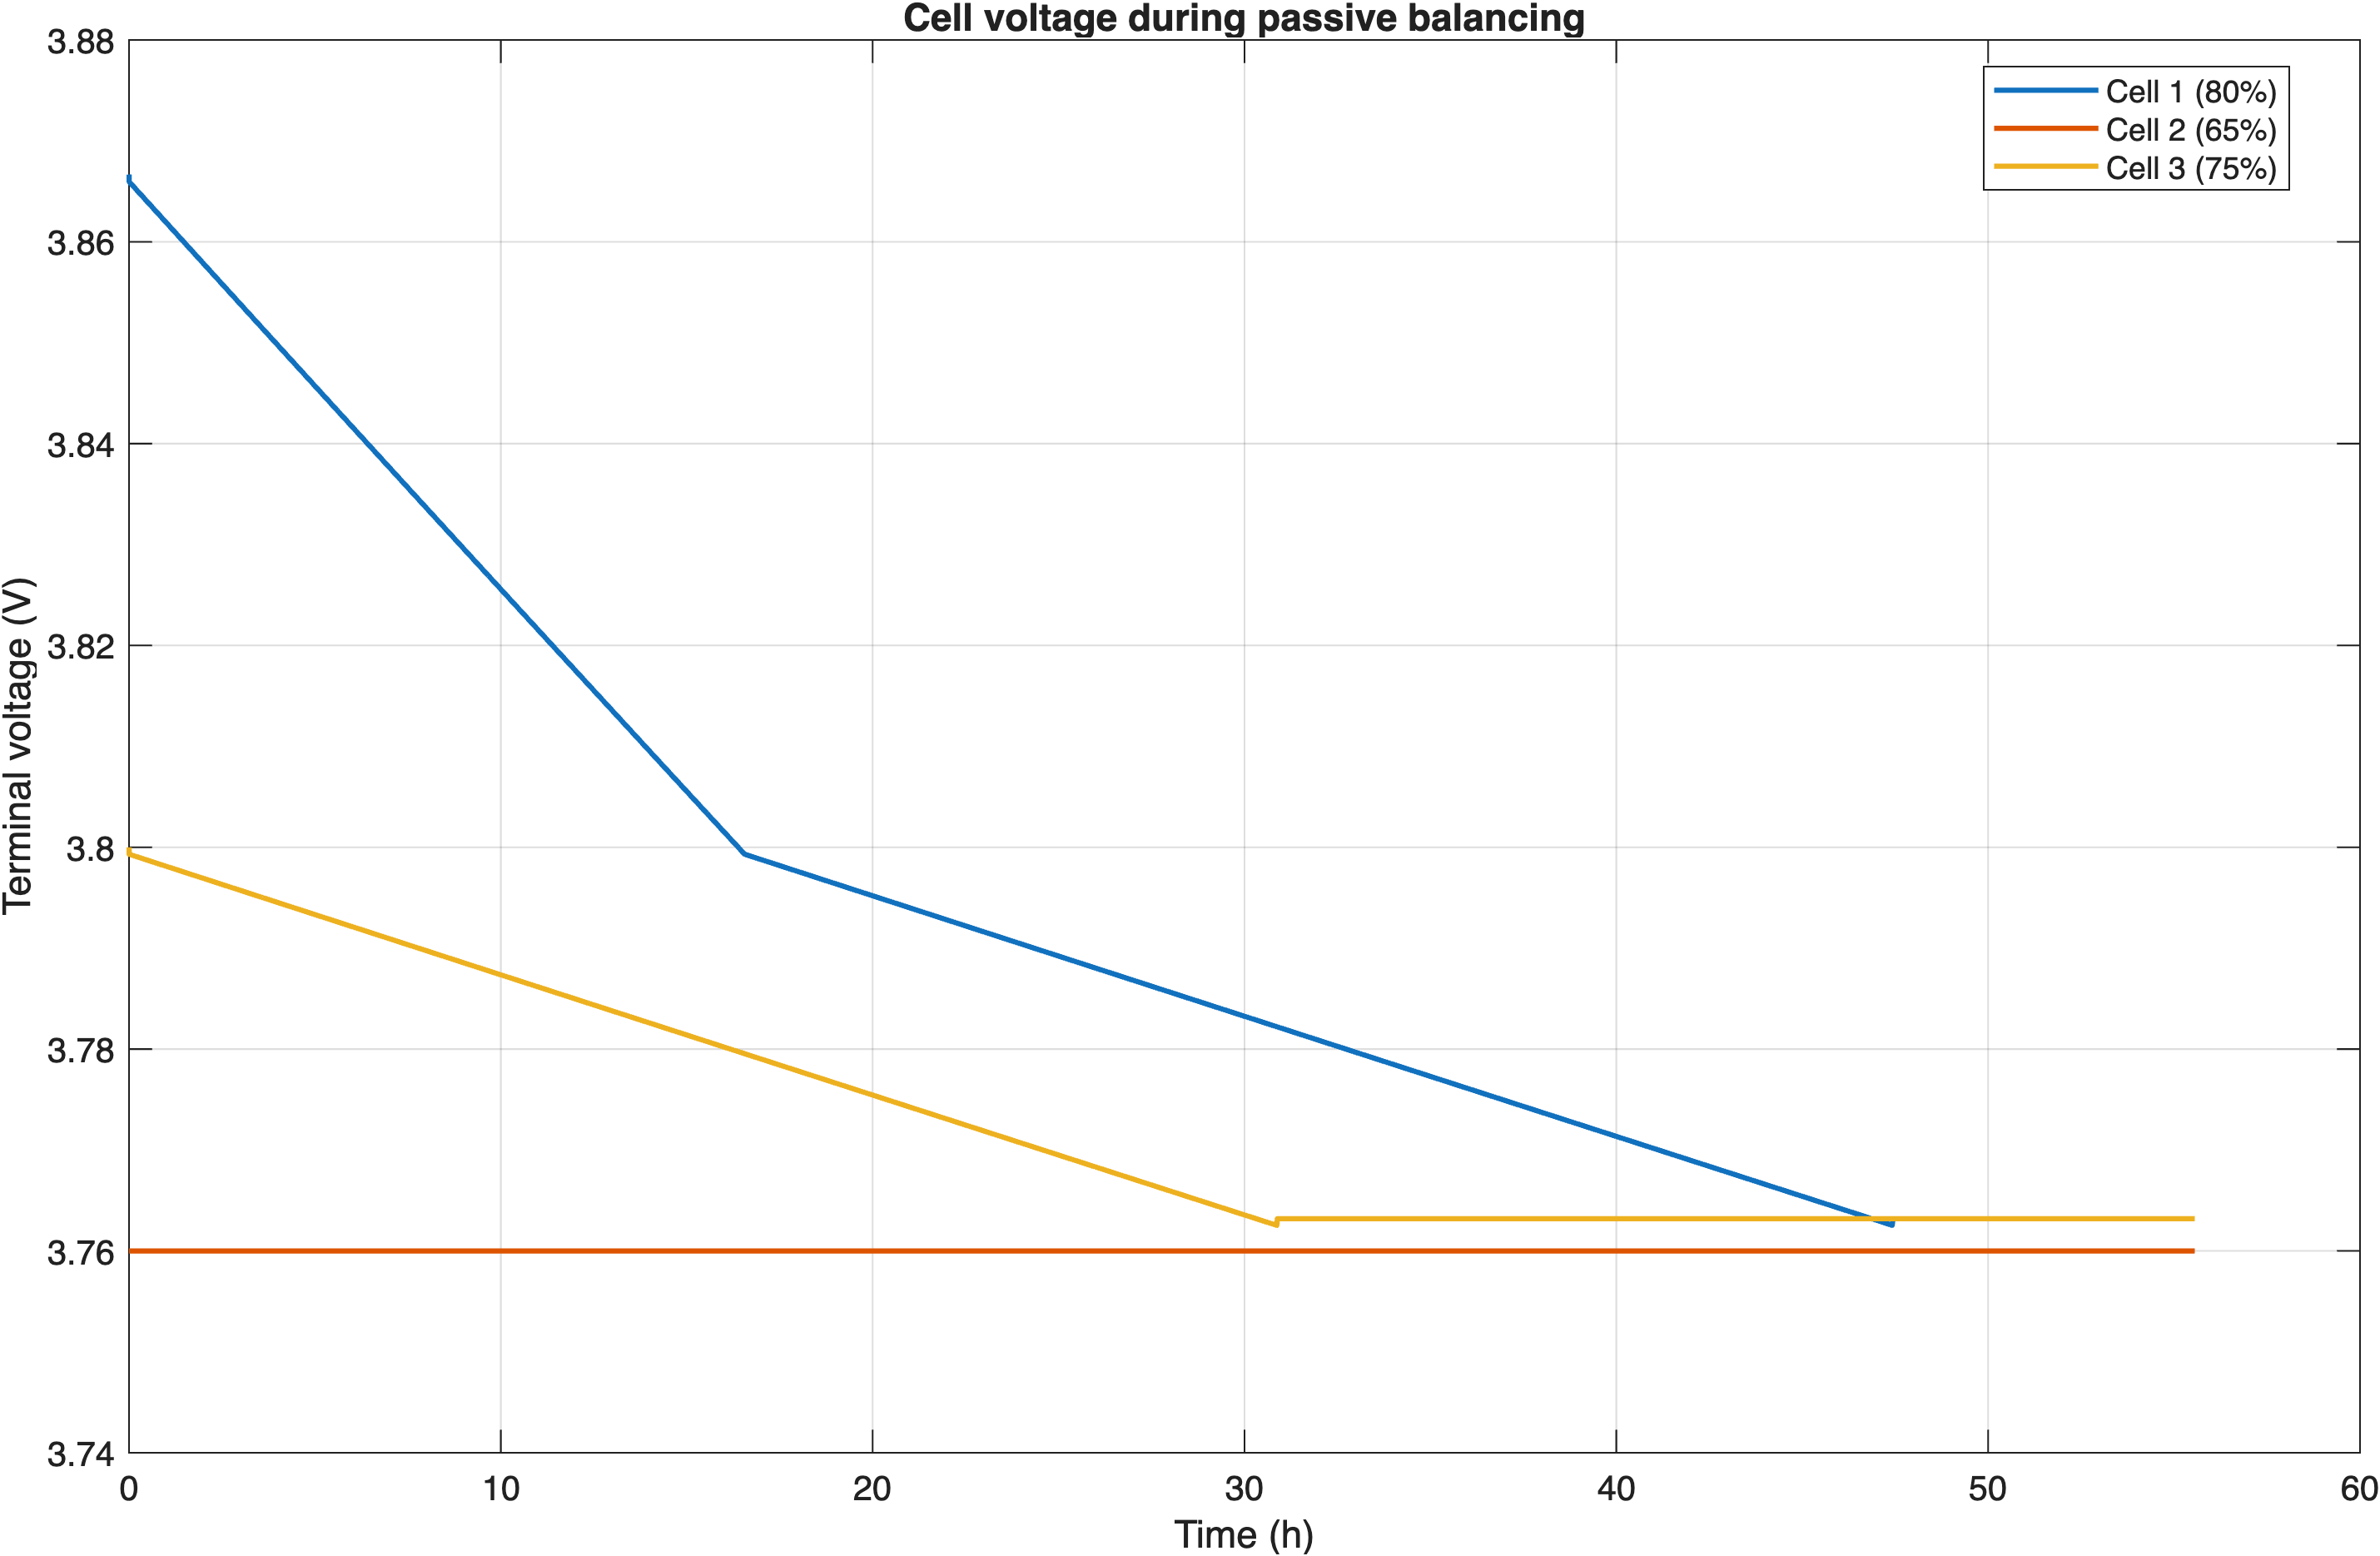 Cell voltage during passive balancing
3.88
3.86
3.84
3.82
3.8
3.78
3.76
3.74
Terminal voltage (V)
Cell 1 (80%)
Cell 2 (65%)
Cell 3 (75%)
0 10 20 30 40 50 60
Time (h)